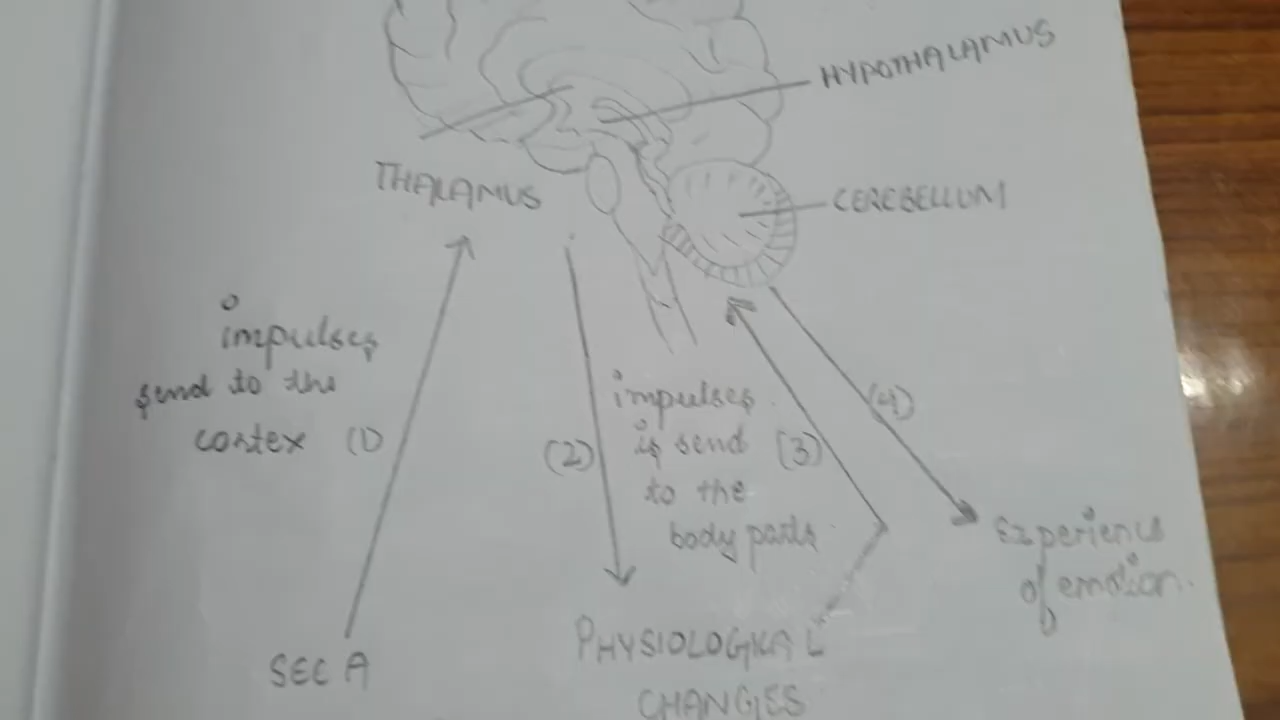 HYPOTHALAMUS
THALAMUS
CEREBELLUM
impulses
send to the
cortex (1)
(2)
impulses
is send
to the
body parts
(3)
(4)
Experience
of emotion.
SEC A
PHYSIOLOGICAL
CHANGES